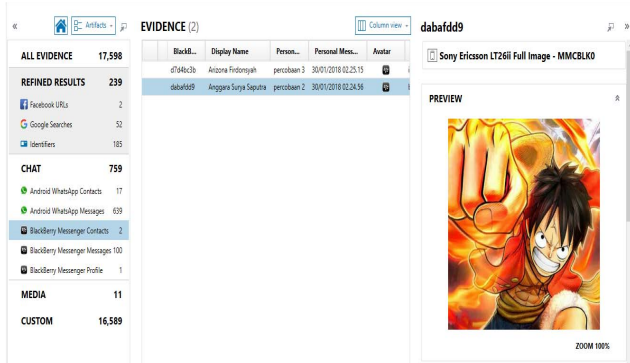 « Artifacts
ALL EVIDENCE 17,598
REFINED RESULTS 239
Facebook URLs 2
Google Searches 52
Identifiers 185
CHAT 759
Android WhatsApp Contacts 17
Android WhatsApp Messages 639
BlackBerry Messenger Contacts 2
BlackBerry Messenger Messages 100
BlackBerry Messenger Profile 1
MEDIA 11
CUSTOM 16,589
EVIDENCE (2) Column view
BlackB... Display Name Person... Personal Mess... Avatar
d7d4bc3b Arizona Firdonsyah percobaan 3 30/01/2018 02.25.15
dabafdd9 Anggara Surya Saputra percobaan 2 30/01/2018 02.24.56
dabafdd9 »
Sony Ericsson LT26ii Full Image - MMCBLK0
PREVIEW
ZOOM 100%